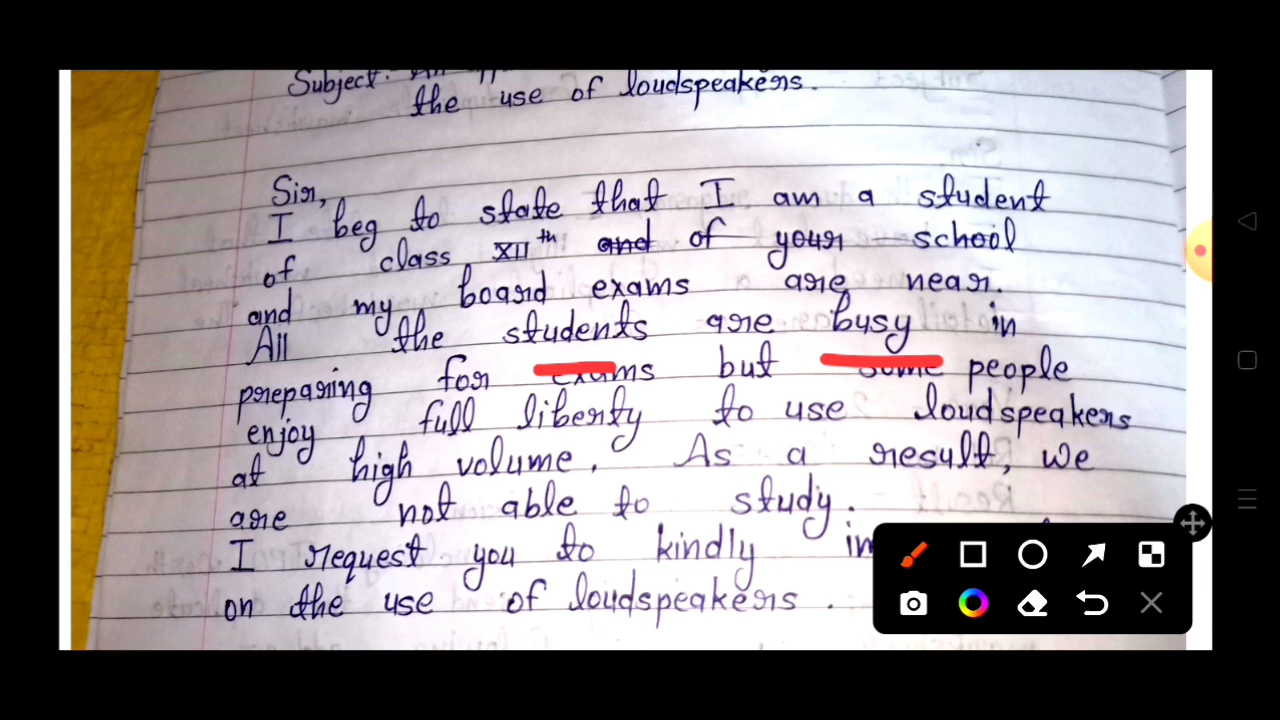 Subject:
the use of loudspeakers.
Sir,
I beg to state that I am a student
of class XIIth and of your school
and my board exams are near.
All the students are busy in
preparing for exams but some people
enjoy full liberty to use loudspeakers
at high volume. As a result, we
are not able to study.
I request you to kindly
on the use of loudspeakers.